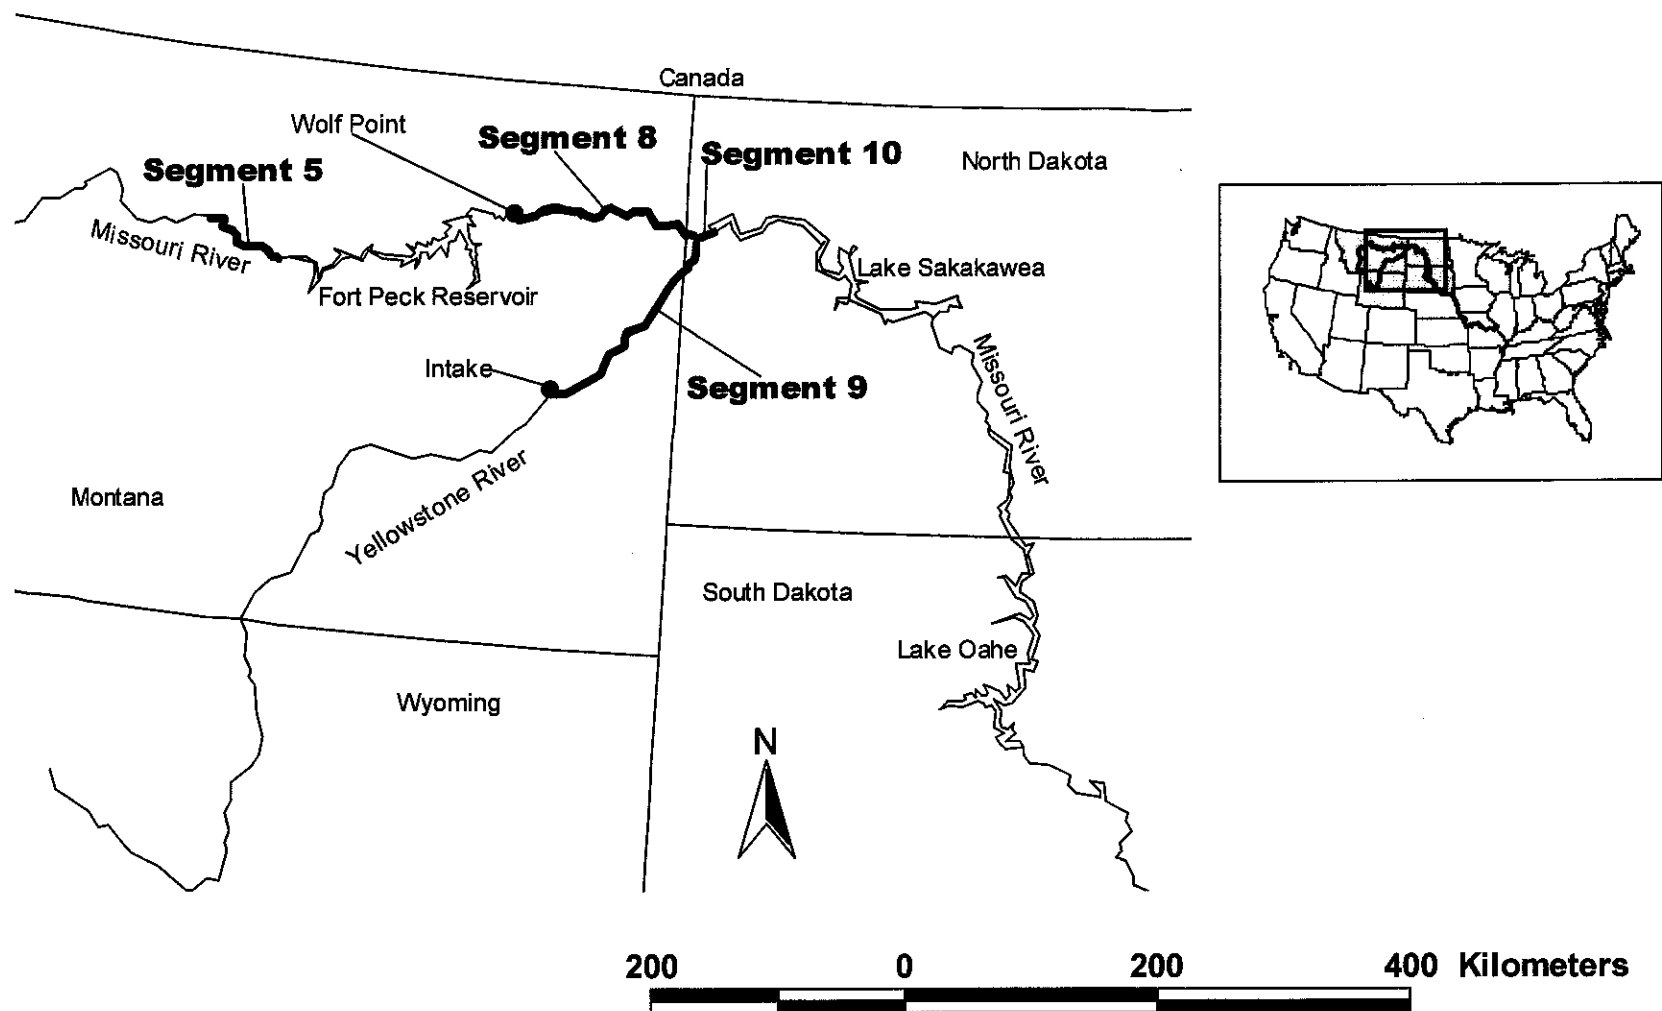 Canada
Wolf Point
Segment 8
Segment 10
North Dakota
Segment 5
Missouri River
Lake Sakakawea
Fort Peck Reservoir
Intake
Segment 9
Missouri River
Yellowstone River
Montana
South Dakota
Lake Oahe
Wyoming
N
200 0 200 400 Kilometers